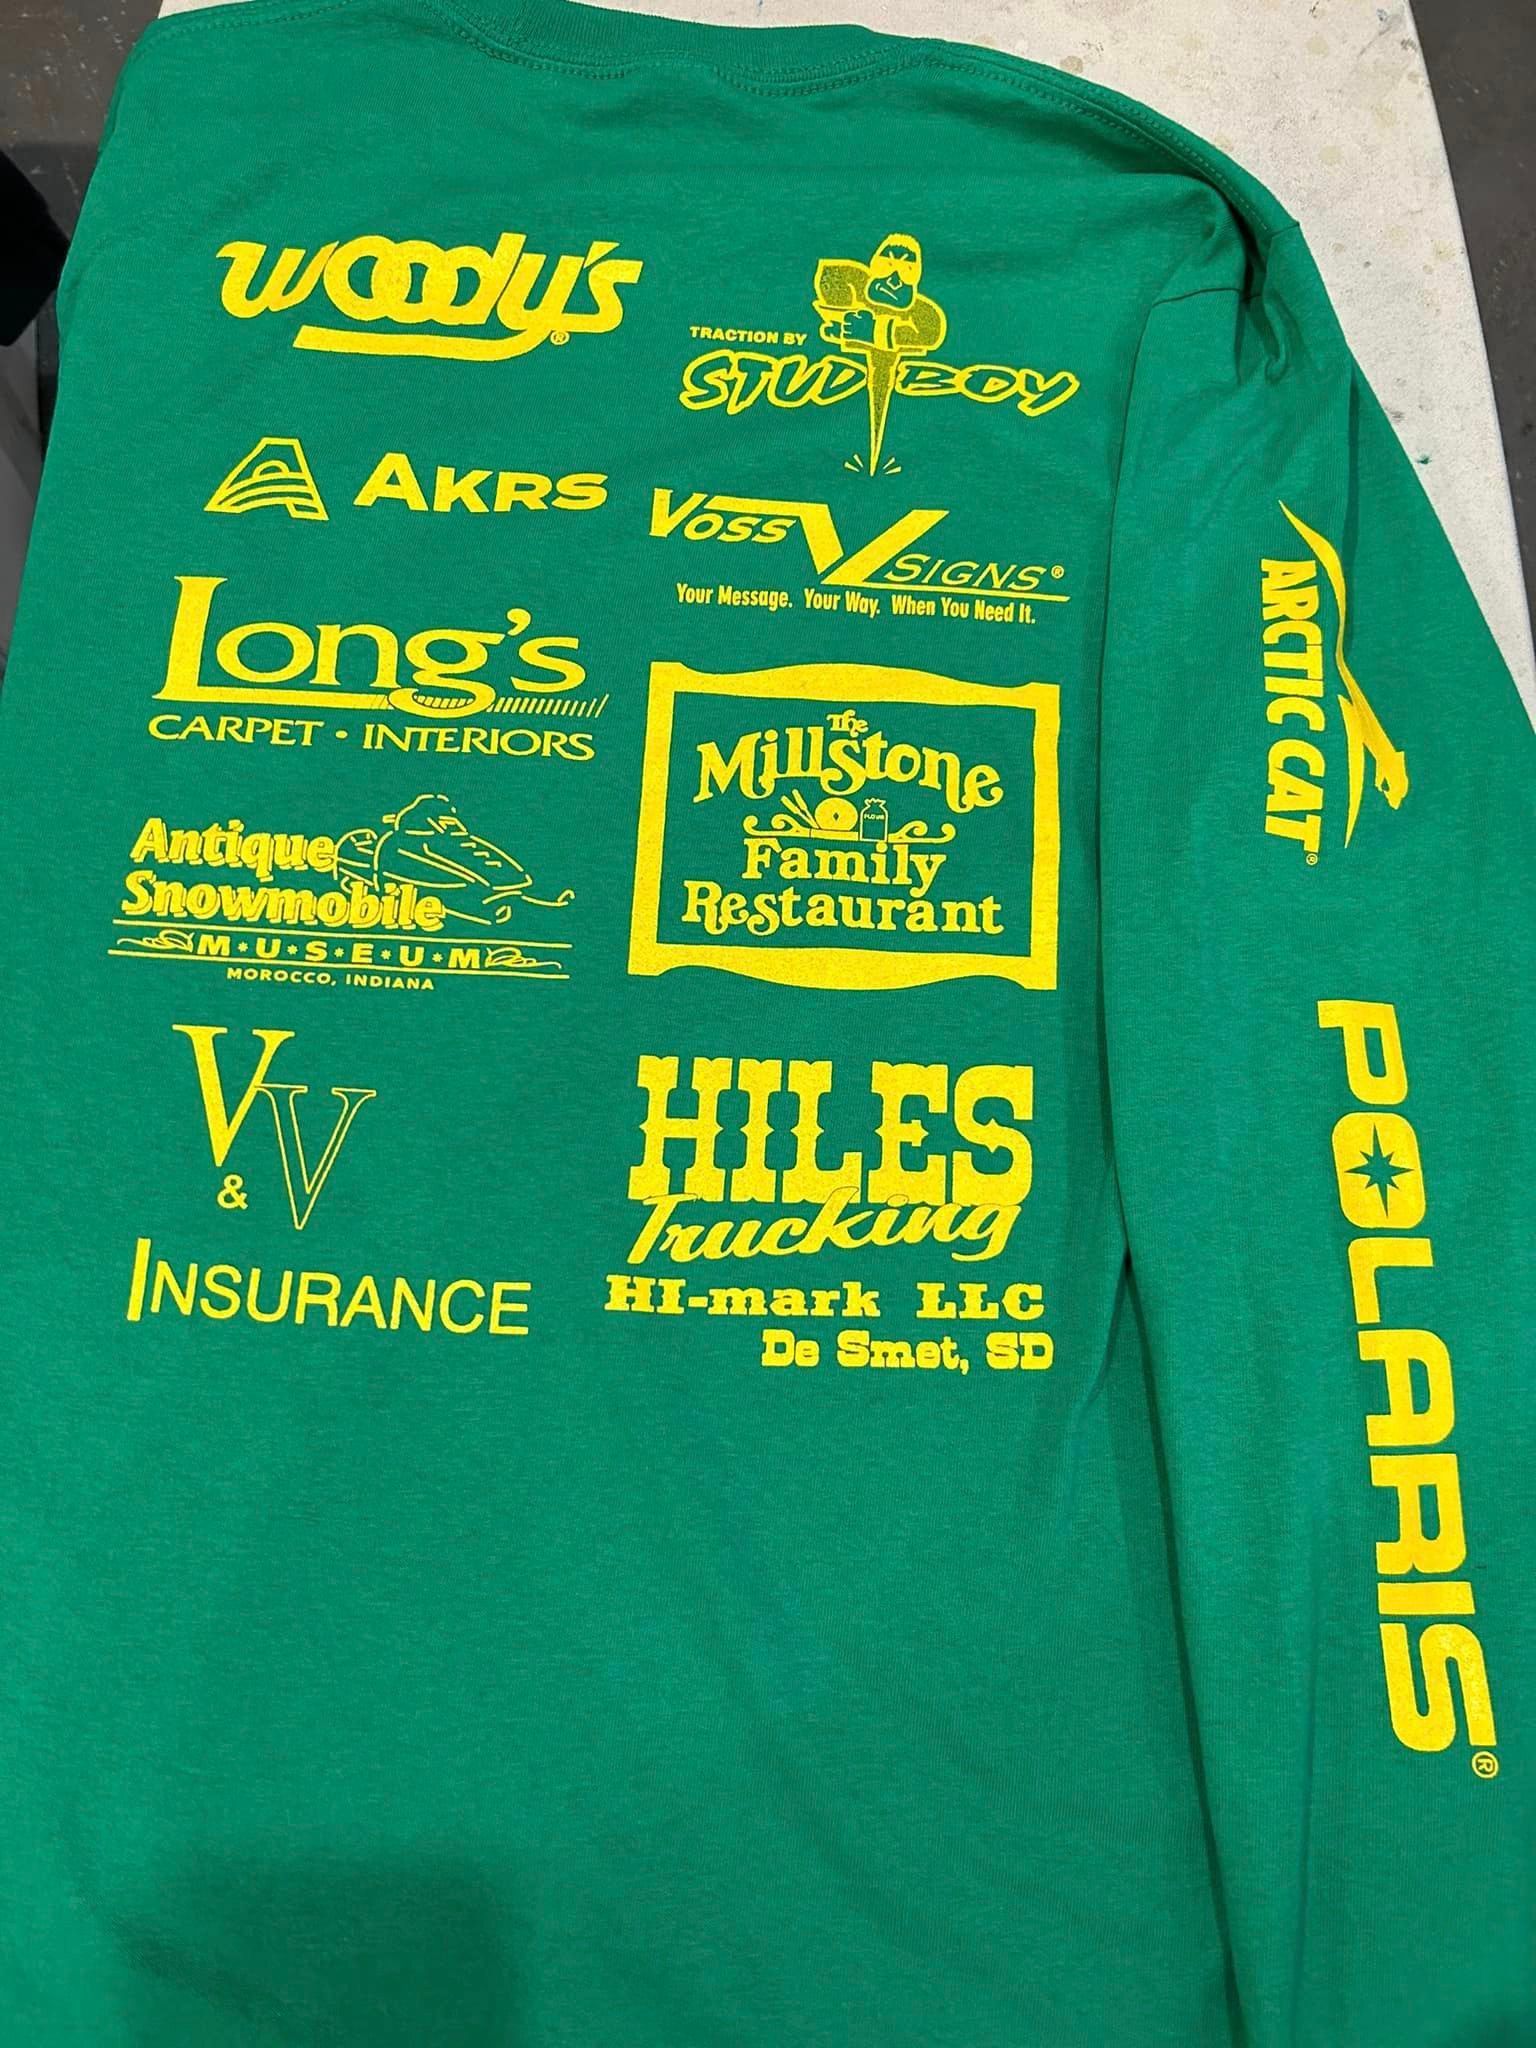 woody's®
TRACTION BY
STUD BOY
AKRS
VOSS SIGNS®
Your Message. Your Way. When You Need It.
LONG'S
CARPET • INTERIORS
The
Millstone
FLOUR
Family
Restaurant
Antique
Snowmobile
M*U*S*E*U*M
MOROCCO, INDIANA
V & V
INSURANCE
HILES
Trucking
HI-mark LLC
De Smet, SD
ARCTIC CAT®
POLARIS®